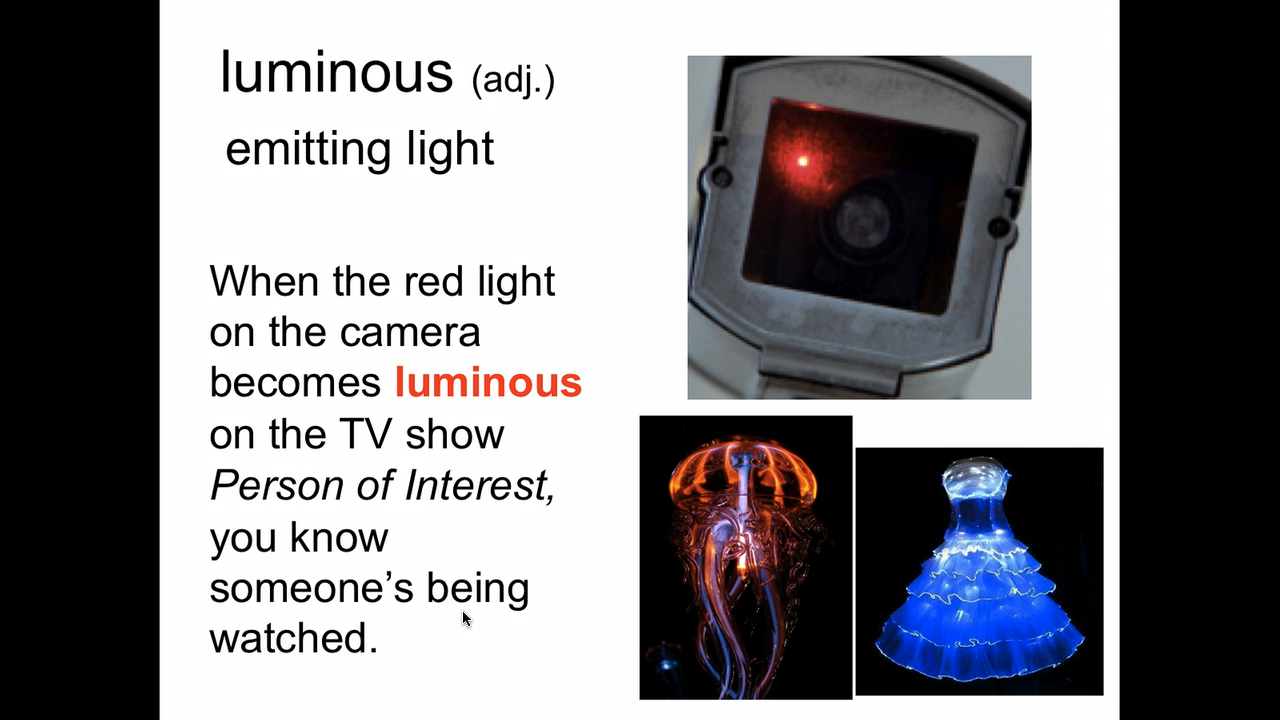 luminous (adj.)
emitting light
When the red light
on the camera
becomes luminous
on the TV show
Person of Interest,
you know
someone’s being
watched.